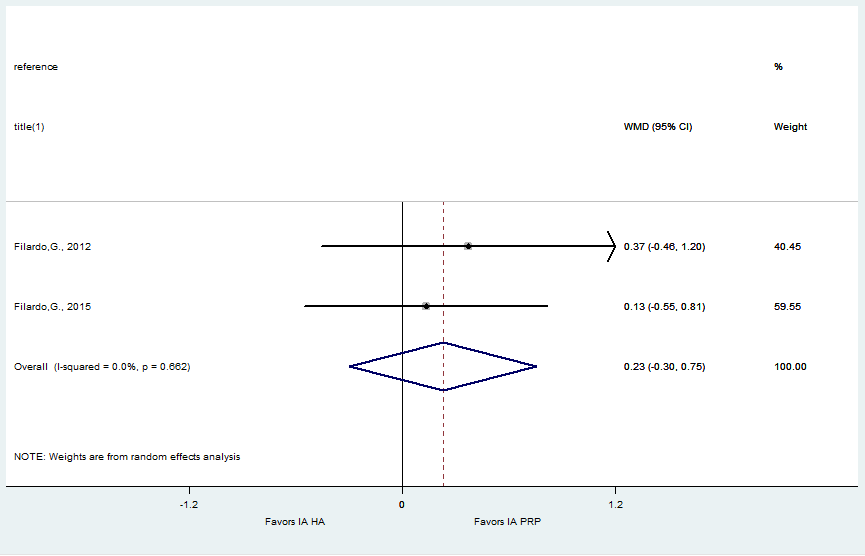 reference %
title(1) WMD (95% CI) Weight
Filardo,G., 2012 0.37 (-0.46, 1.20) 40.45
Filardo,G., 2015 0.13 (-0.55, 0.81) 59.55
Overall (I-squared = 0.0%, p = 0.662) 0.23 (-0.30, 0.75) 100.00
NOTE: Weights are from random effects analysis
-1.2 0 1.2
Favors IA HA Favors IA PRP